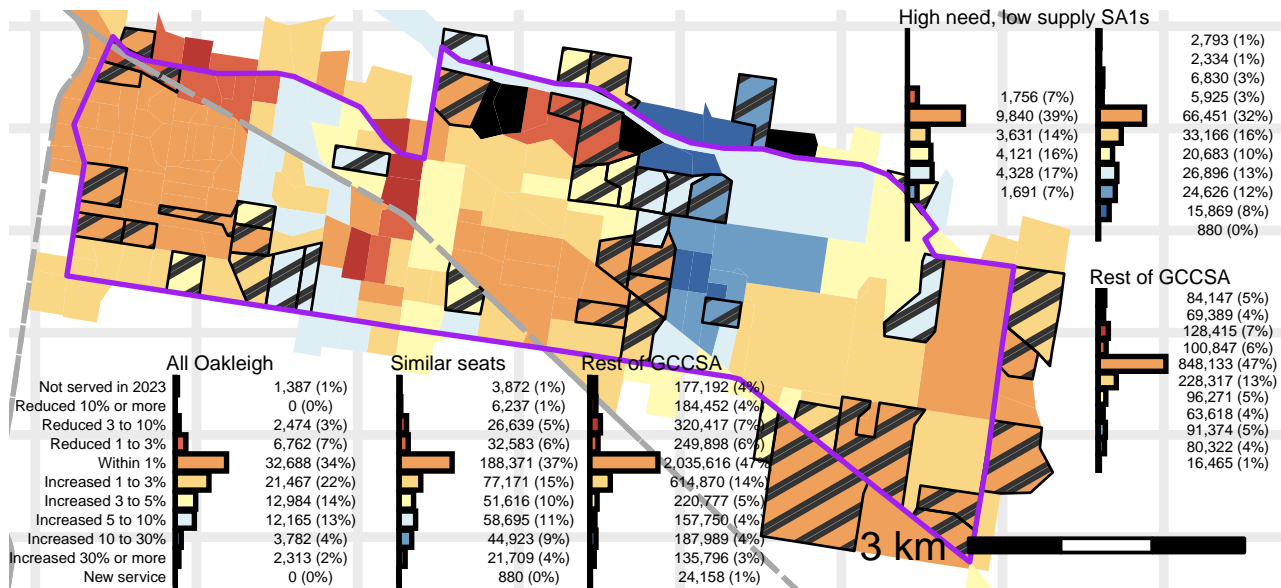 High need, low supply SA1s
2,793 (1%)
2,334 (1%)
6,830 (3%)
1,756 (7%) 5,925 (3%)
9,840 (39%) 66,451 (32%)
3,631 (14%) 33,166 (16%)
4,121 (16%) 20,683 (10%)
4,328 (17%) 26,896 (13%)
1,691 (7%) 24,626 (12%)
15,869 (8%)
880 (0%)
Rest of GCCSA
84,147 (5%)
69,389 (4%)
128,415 (7%)
100,847 (6%)
848,133 (47%)
228,317 (13%)
96,271 (5%)
63,618 (4%)
91,374 (5%)
80,322 (4%)
16,465 (1%)
All Oakleigh Similar seats Rest of GCCSA
Not served in 2023 1,387 (1%) 3,872 (1%) 177,192 (4%)
Reduced 10% or more 0 (0%) 6,237 (1%) 184,452 (4%)
Reduced 3 to 10% 2,474 (3%) 26,639 (5%) 320,417 (7%)
Reduced 1 to 3% 6,762 (7%) 32,583 (6%) 249,898 (6%)
Within 1% 32,688 (34%) 188,371 (37%) 2,035,616 (47%)
Increased 1 to 3% 21,467 (22%) 77,171 (15%) 614,870 (14%)
Increased 3 to 5% 12,984 (14%) 51,616 (10%) 220,777 (5%)
Increased 5 to 10% 12,165 (13%) 58,695 (11%) 157,750 (4%)
Increased 10 to 30% 3,782 (4%) 44,923 (9%) 187,989 (4%)
Increased 30% or more 2,313 (2%) 21,709 (4%) 135,796 (3%)
New service 0 (0%) 880 (0%) 24,158 (1%)
3 km